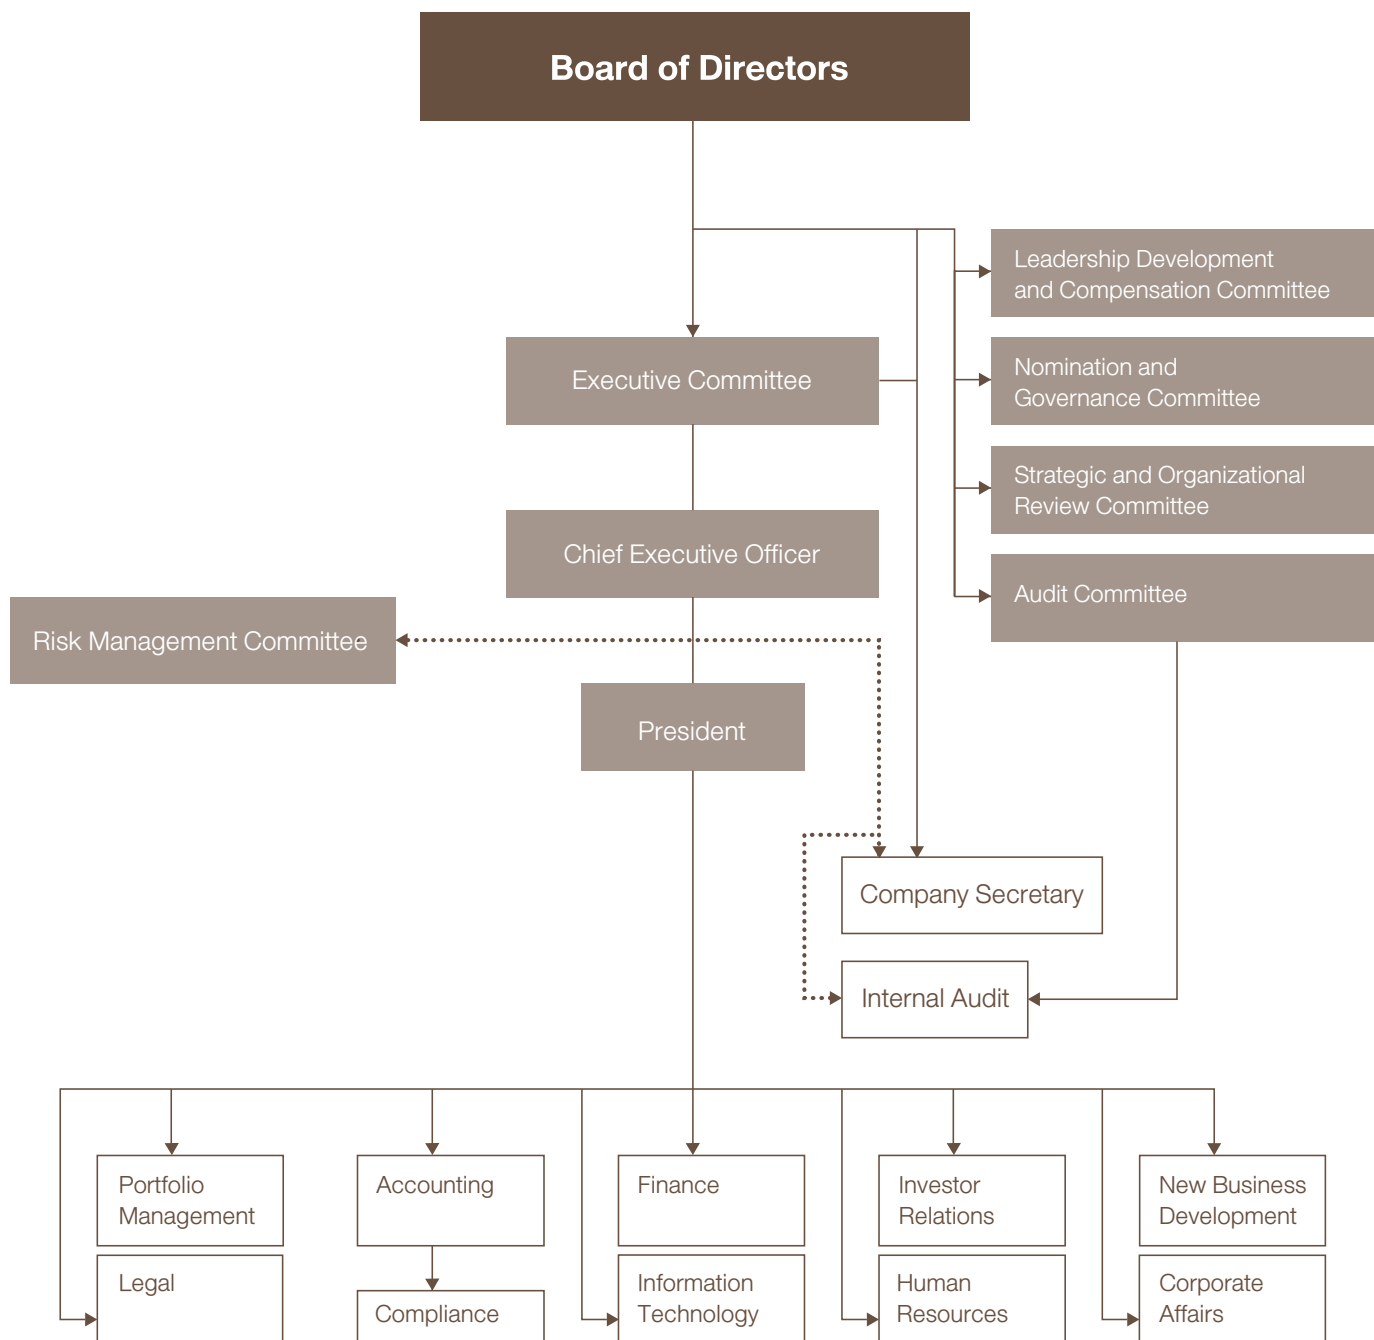 Board of Directors
Leadership Development
and Compensation Committee
Executive Committee
Nomination and
Governance Committee
Strategic and Organizational
Review Committee
Chief Executive Officer
Audit Committee
Risk Management Committee
President
Company Secretary
Internal Audit
Portfolio
Management
Accounting
Finance
Investor
Relations
New Business
Development
Legal
Compliance
Information
Technology
Human
Resources
Corporate
Affairs